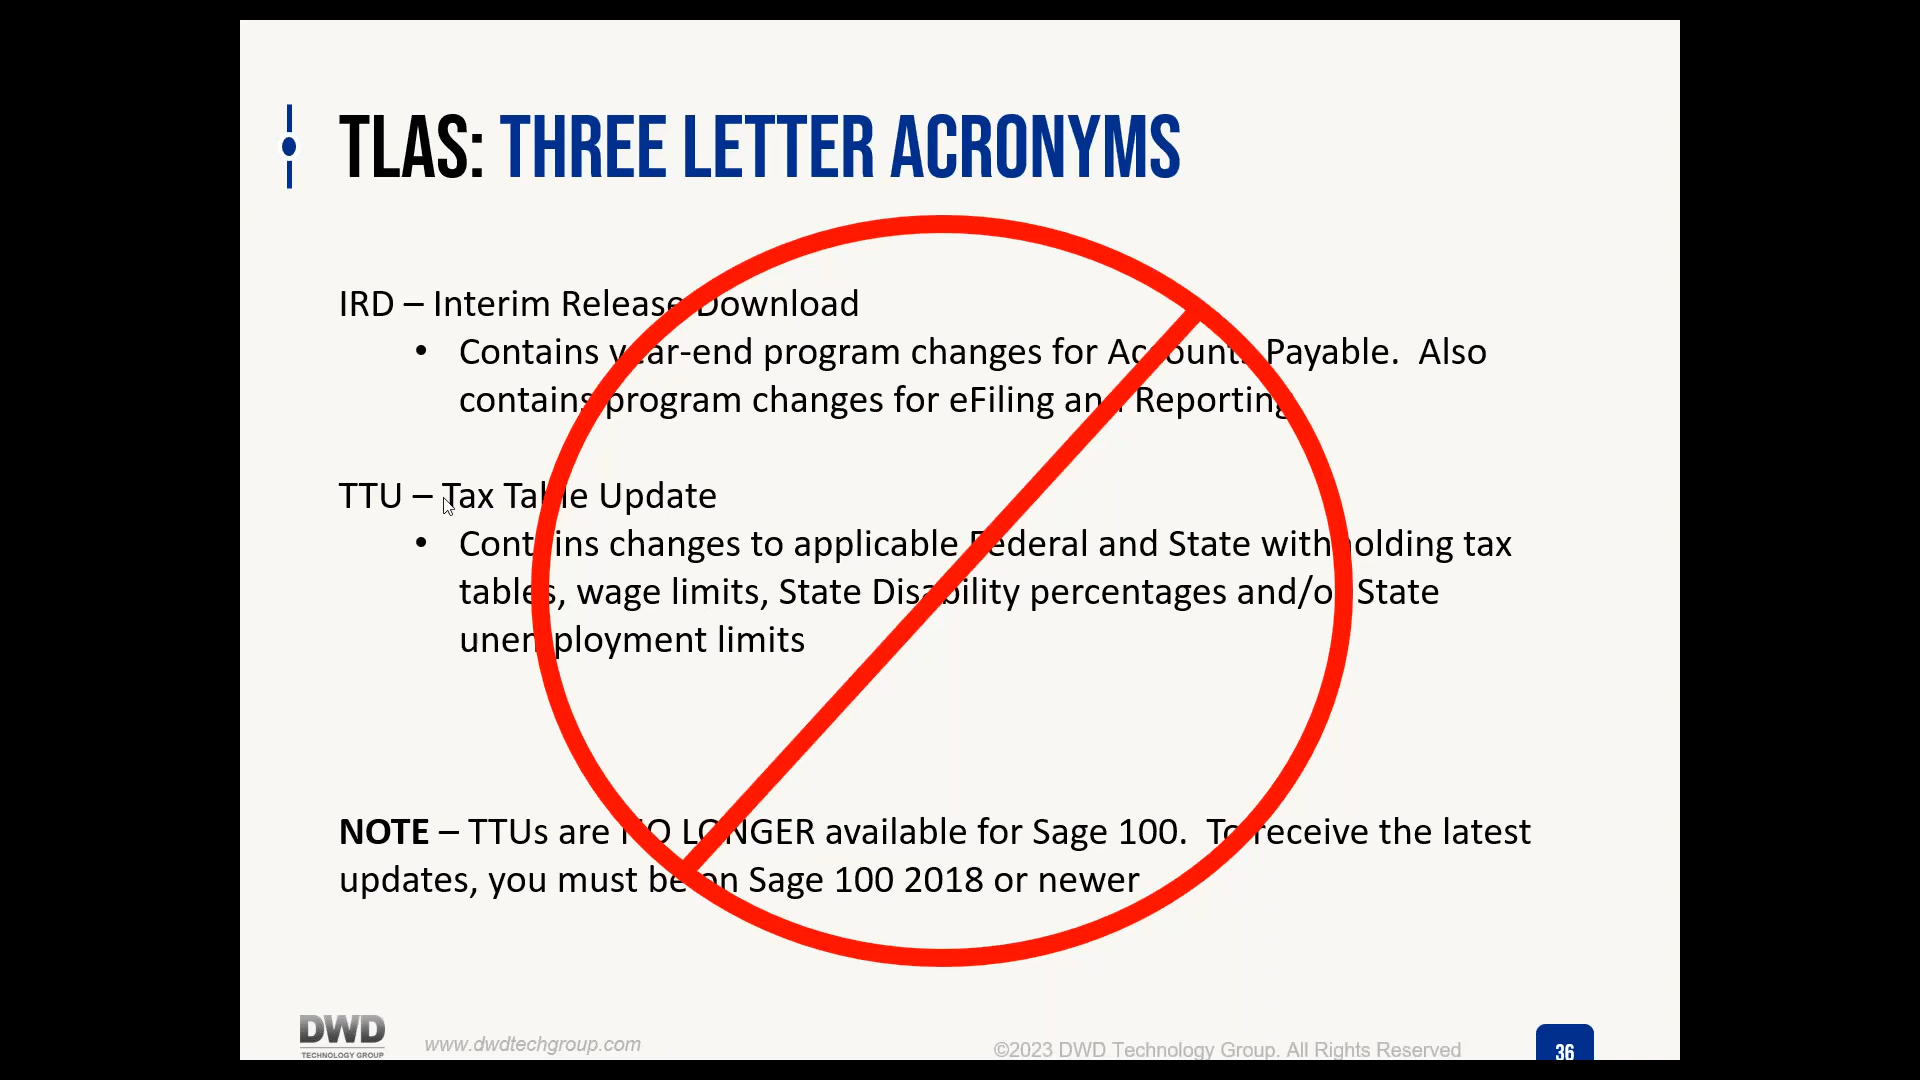 TLAS: THREE LETTER ACRONYMS
IRD – Interim Release Download
• Contains year-end program changes for Accounts Payable. Also
contains program changes for eFiling and Reporting
TTU – Tax Table Update
• Contains changes to applicable Federal and State withholding tax
tables, wage limits, State Disability percentages and/or State
unemployment limits
NOTE – TTUs are NO LONGER available for Sage 100. To receive the latest
updates, you must be on Sage 100 2018 or newer
DWD
TECHNOLOGY GROUP
www.dwdtechgroup.com
©2023 DWD Technology Group. All Rights Reserved
36